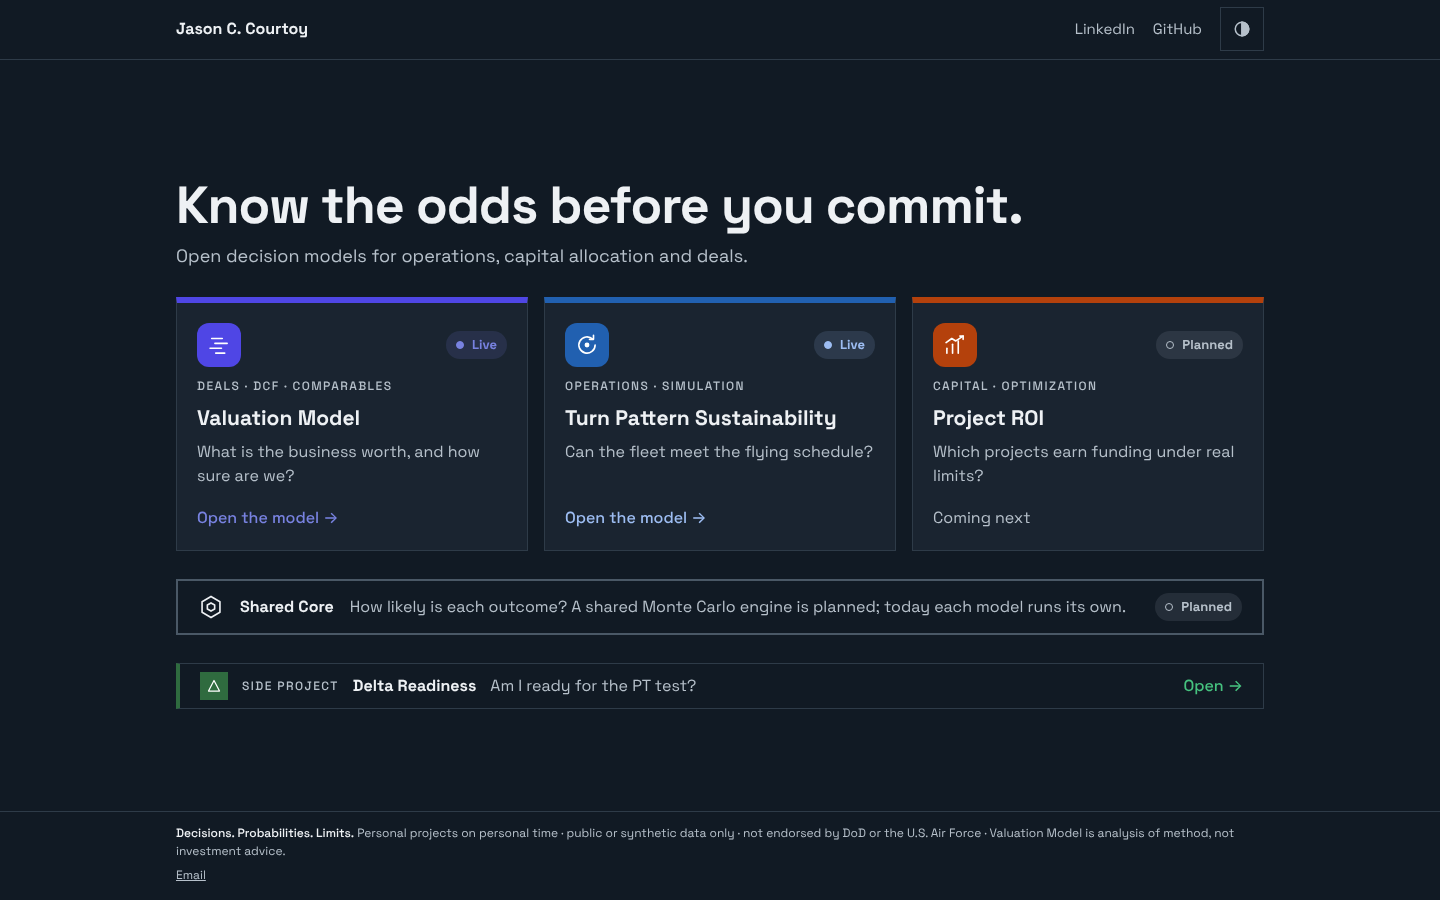 Jason C. Courtoy
LinkedIn GitHub
Know the odds before you commit.
Open decision models for operations, capital allocation and deals.
Live
DEALS · DCF · COMPARABLES
Valuation Model
What is the business worth, and how
sure are we?
Open the model →
Live
OPERATIONS · SIMULATION
Turn Pattern Sustainability
Can the fleet meet the flying schedule?
Open the model →
Planned
CAPITAL · OPTIMIZATION
Project ROI
Which projects earn funding under real
limits?
Coming next
Shared Core How likely is each outcome? A shared Monte Carlo engine is planned; today each model runs its own. Planned
SIDE PROJECT Delta Readiness Am I ready for the PT test? Open →
Decisions. Probabilities. Limits. Personal projects on personal time · public or synthetic data only · not endorsed by DoD or the U.S. Air Force · Valuation Model is analysis of method, not
investment advice.
Email